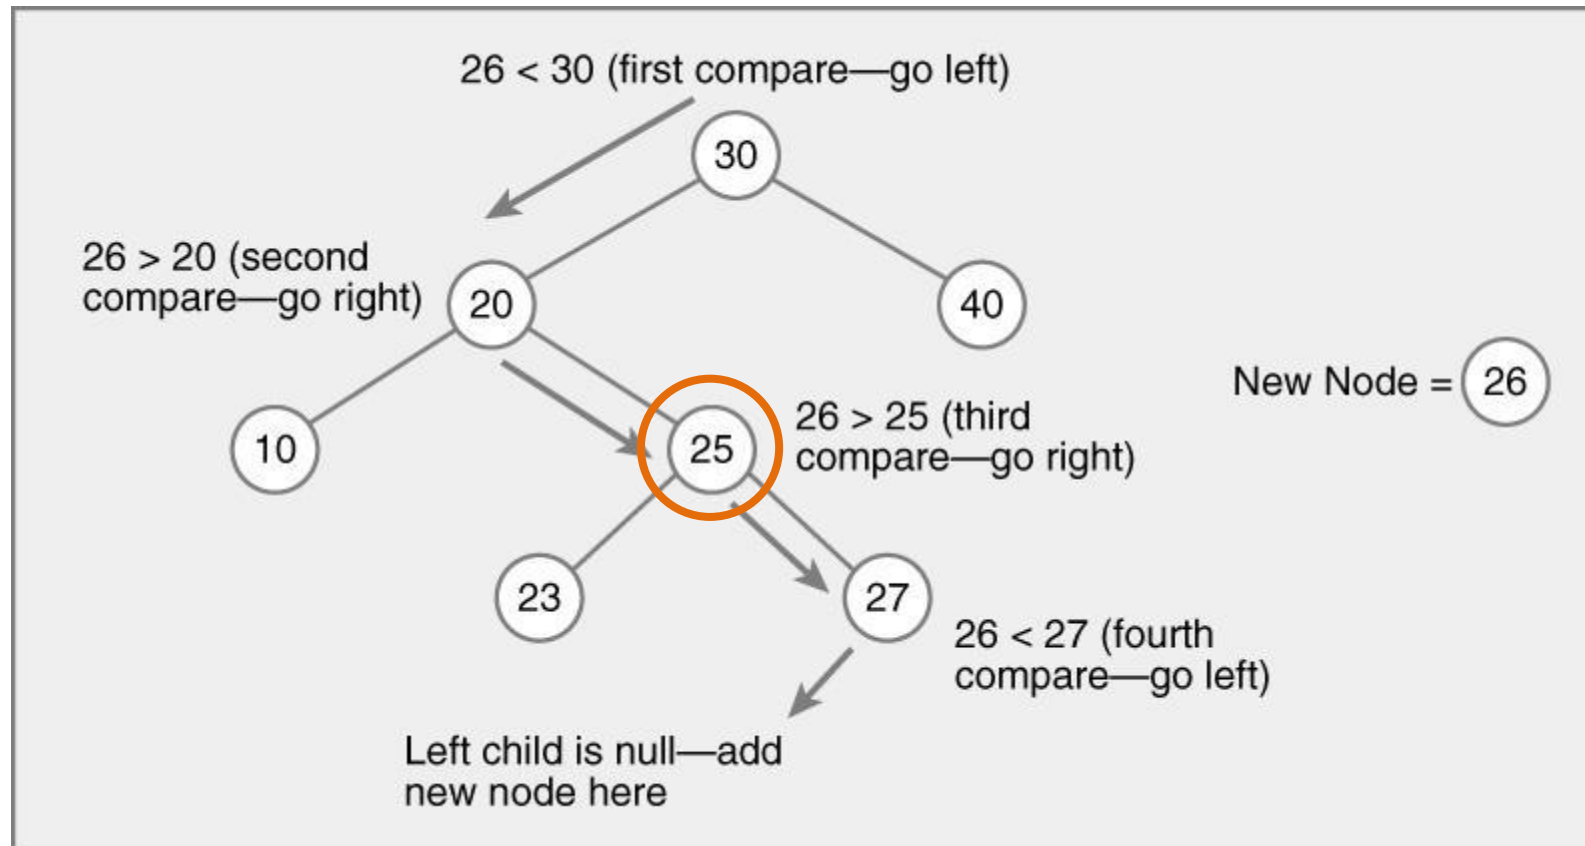 26 < 30 (first compare—go left)
30
26 > 20 (second
compare—go right)
20
40
New Node = 26
10
25
26 > 25 (third
compare—go right)
23
27
26 < 27 (fourth
compare—go left)
Left child is null—add
new node here